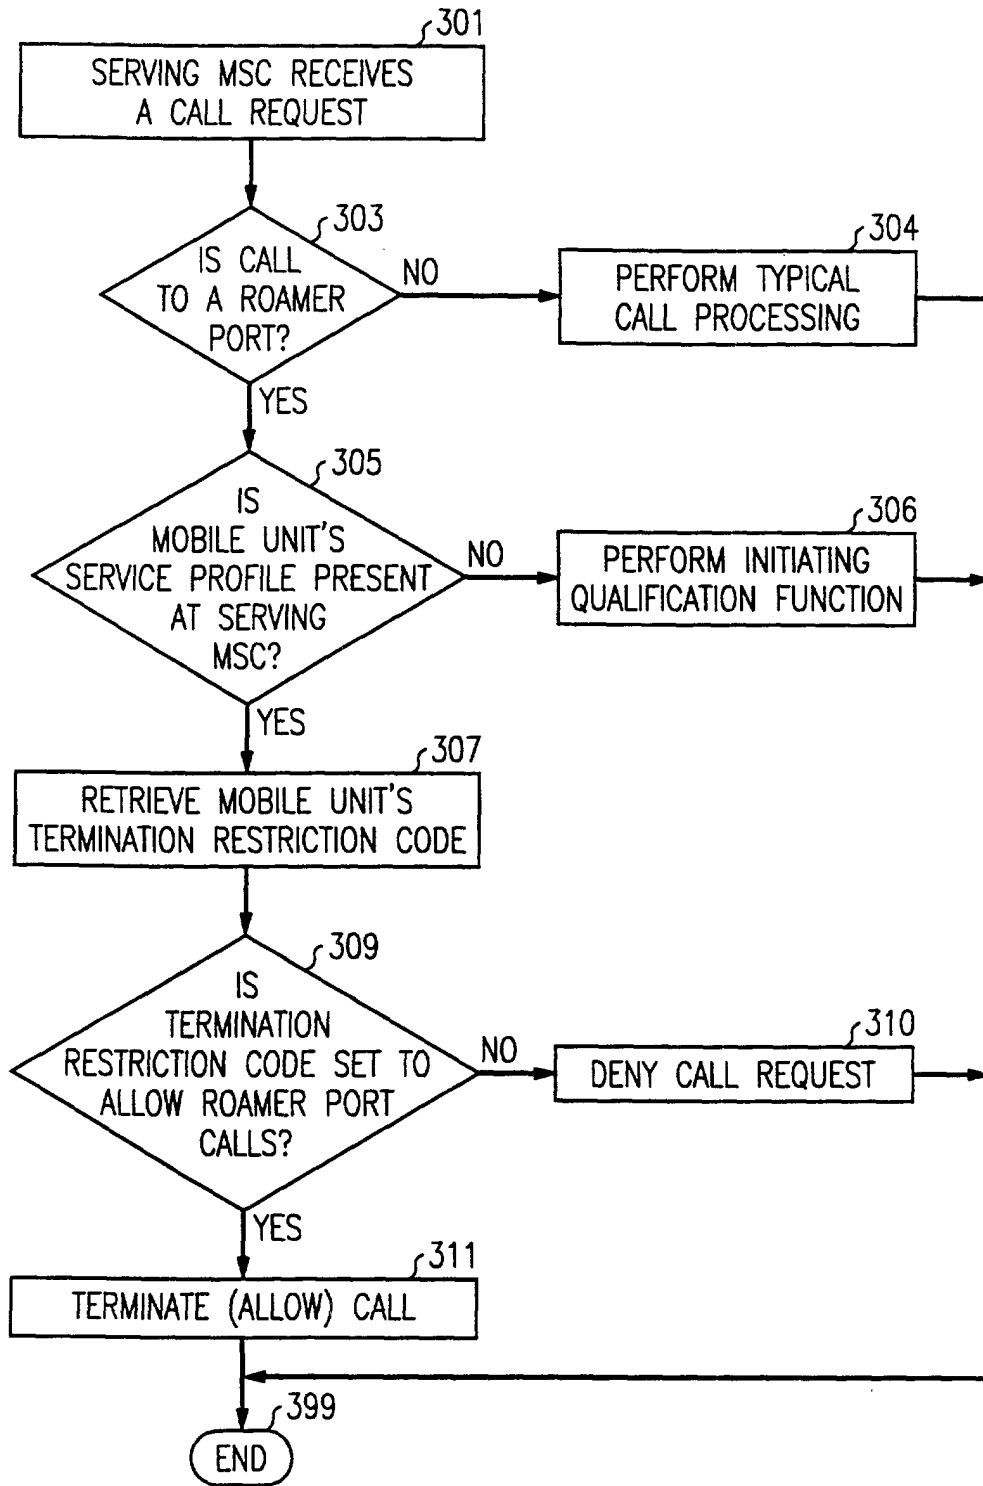 301
SERVING MSC RECEIVES
A CALL REQUEST
303
IS CALL
TO A ROAMER
PORT?
NO
304
PERFORM TYPICAL
CALL PROCESSING
YES
305
IS
MOBILE UNIT'S
SERVICE PROFILE PRESENT
AT SERVING
MSC?
NO
306
PERFORM INITIATING
QUALIFICATION FUNCTION
YES
307
RETRIEVE MOBILE UNIT'S
TERMINATION RESTRICTION CODE
309
IS
TERMINATION
RESTRICTION CODE SET TO
ALLOW ROAMER PORT
CALLS?
NO
310
DENY CALL REQUEST
YES
311
TERMINATE (ALLOW) CALL
399
END